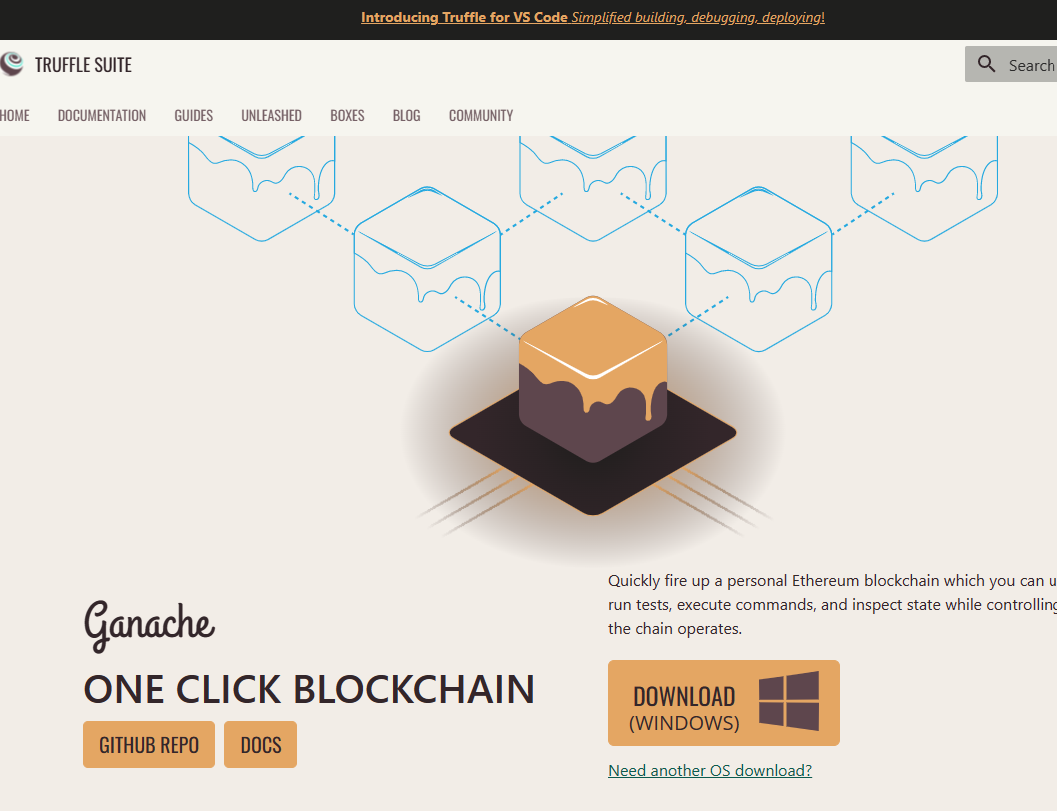 Introducing Truffle for VS Code Simplified building, debugging, deploying!
TRUFFLE SUITE
Search
HOME DOCUMENTATION GUIDES UNLEASHED BOXES BLOG COMMUNITY
Quickly fire up a personal Ethereum blockchain which you can
run tests, execute commands, and inspect state while controlling
the chain operates.
Ganache
ONE CLICK BLOCKCHAIN
GITHUB REPO DOCS
DOWNLOAD
(WINDOWS)
Need another OS download?